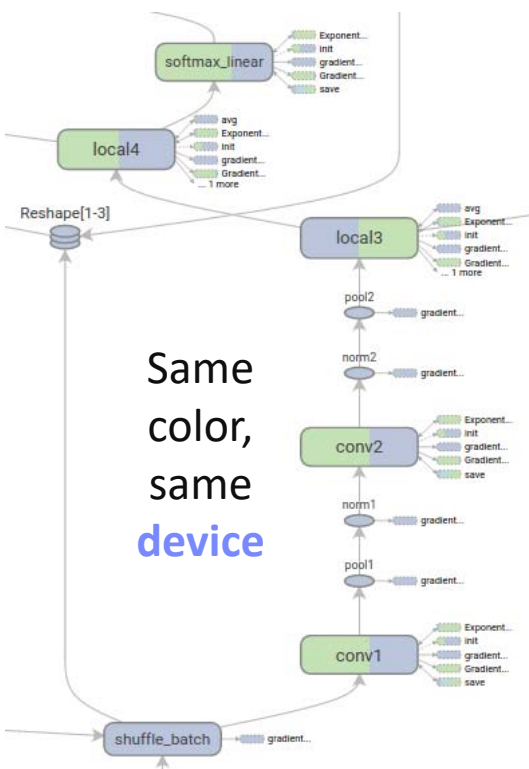 softmax_linear
Exponent...
init
gradient...
Gradient...
save
local4
avg
Exponent...
init
gradient...
Gradient...
... 1 more
Reshape[1-3]
local3
avg
Exponent...
init
gradient...
Gradient...
... 1 more
pool2
gradient...
norm2
gradient...
Same
color,
same
device
conv2
Exponent...
init
gradient...
Gradient...
save
norm1
gradient...
pool1
gradient...
conv1
Exponent...
init
gradient...
Gradient...
save
shuffle_batch
gradient...